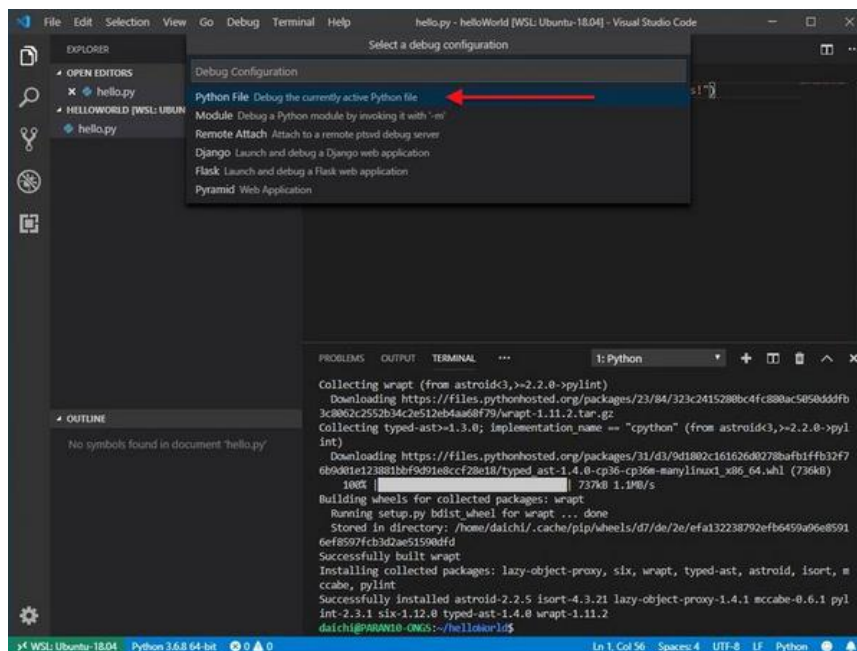 File Edit Selection View Go Debug Terminal Help hello.py - helloWorld [WSL: Ubuntu-18.04] - Visual Studio Code
Select a debug configuration
EXPLORER
Debug Configuration
OPEN EDITORS
Python File Debug the currently active Python file
hello.py
s!")
Module Debug a Python module by invoking it with '-m'
HELLOWORLD [WSL: UBUN
Remote Attach Attach to a remote ptsvd debug server
hello.py
Django Launch and debug a Django web application
Flask Launch and debug a Flask web application
Pyramid Web Application
PROBLEMS OUTPUT TERMINAL ••• 1: Python
Collecting wrapt (from astroid<3,>=2.2.0->pylint)
Downloading https://files.pythonhosted.org/packages/23/84/323c2415280bc4fc880ac5050dddfb
3c8062c2552b34c2e512eb4aa68f79/wrapt-1.11.2.tar.gz
Collecting typed-ast>=1.3.0; implementation_name == "cpython" (from astroid<3,>=2.2.0->pyl
int)
Downloading https://files.pythonhosted.org/packages/31/d3/9d1802c161626d0278bafb1ffb32f7
6b9d01e123881bbf9d91e8ccf28e18/typed_ast-1.4.0-cp36-cp36m-manylinux1_x86_64.whl (736kB)
100% | | 737kB 1.1MB/s
Building wheels for collected packages: wrapt
Running setup.py bdist_wheel for wrapt ... done
Stored in directory: /home/daichi/.cache/pip/wheels/d7/de/2e/efa132238792efb6459a96e8591
6ef8597fcb3d2ae51590dfd
Successfully built wrapt
Installing collected packages: lazy-object-proxy, six, wrapt, typed-ast, astroid, isort, m
ccabe, pylint
Successfully installed astroid-2.2.5 isort-4.3.21 lazy-object-proxy-1.4.1 mccabe-0.6.1 pyl
int-2.3.1 six-1.12.0 typed-ast-1.4.0 wrapt-1.11.2
daichi@PARAN10-ONGS:~/helloWorld$
OUTLINE
No symbols found in document 'hello.py'
WSL: Ubuntu-18.04 Python 3.6.8 64-bit 0 0 Ln 1, Col 56 Spaces: 4 UTF-8 LF Python